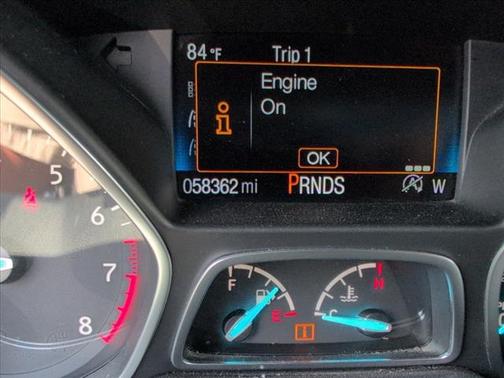 84°F Trip 1
Engine
On
OK
058362 mi PRNDS W
5
6
7
8
F E
C H